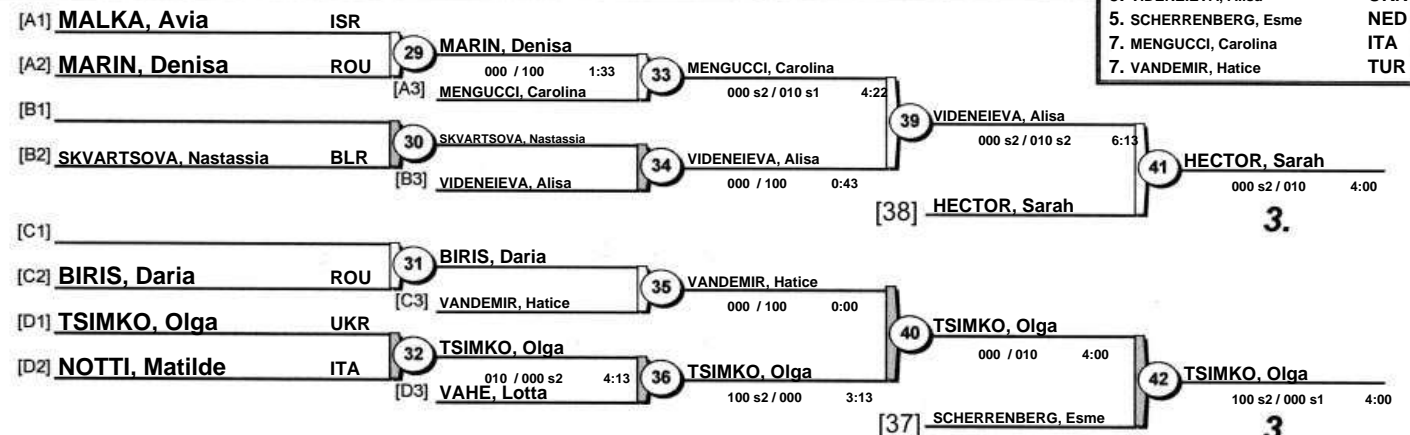 5. SCHERRENBERG, Esme NED
7. MENGUCCI, Carolina ITA
7. VANDEMIR, Hatice TUR
[A1] MALKA, Avia ISR
[A2] MARIN, Denisa ROU
29 MARIN, Denisa
000 / 100 1:33
[A3] MENGUCCI, Carolina
33 MENGUCCI, Carolina
000 s2 / 010 s1 4:22
[B1]
[B2] SKVARTSOVA, Nastassia BLR
30 SKVARTSOVA, Nastassia
[B3] VIDENEIEVA, Alisa
34 VIDENEIEVA, Alisa
000 / 100 0:43
39 VIDENEIEVA, Alisa
000 s2 / 010 s2 6:13
[38] HECTOR, Sarah
41 HECTOR, Sarah
000 s2 / 010 4:00
3.
[C1]
[C2] BIRIS, Daria ROU
31 BIRIS, Daria
[C3] VANDEMIR, Hatice
35 VANDEMIR, Hatice
000 / 100 0:00
[D1] TSIMKO, Olga UKR
[D2] NOTTI, Matilde ITA
32 TSIMKO, Olga
010 / 000 s2 4:13
[D3] VAHE, Lotta
36 TSIMKO, Olga
100 s2 / 000 3:13
40 TSIMKO, Olga
000 / 010 4:00
[37] SCHERRENBERG, Esme
42 TSIMKO, Olga
100 s2 / 000 s1 4:00
3